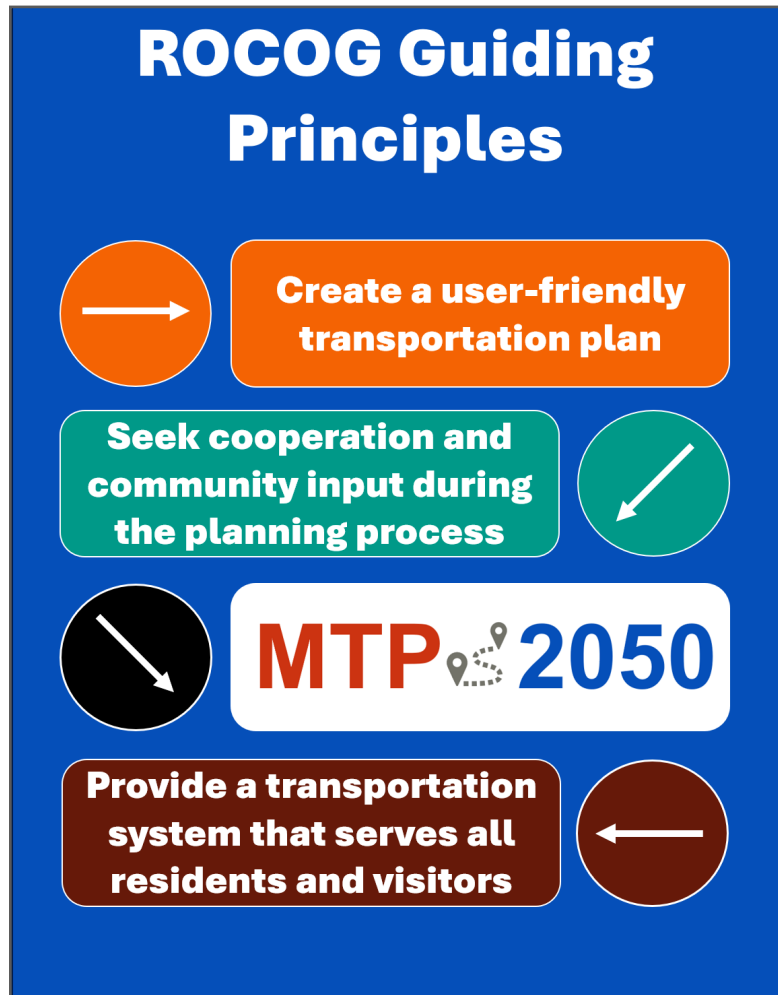 ROCOG Guiding
Principles
Create a user-friendly
transportation plan
Seek cooperation and
community input during
the planning process
MTP 2050
Provide a transportation
system that serves all
residents and visitors